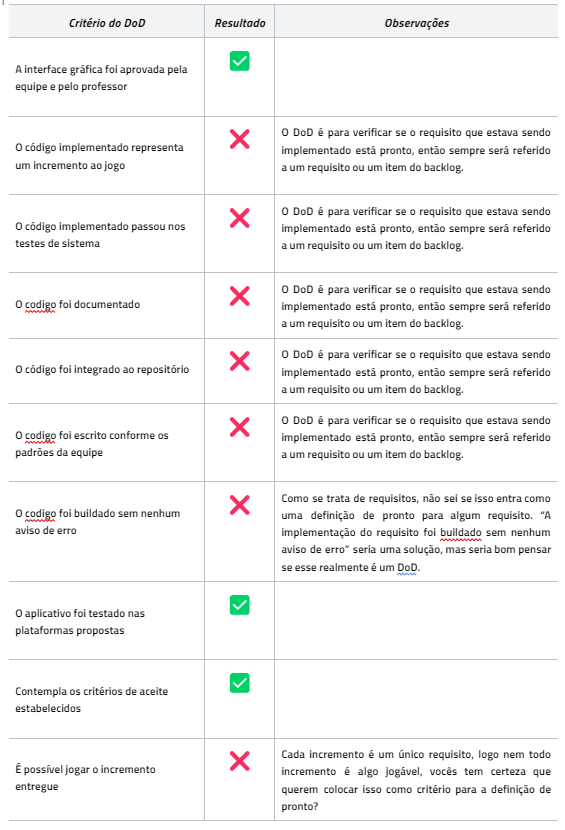 Critério do DoD
Resultado
Observações
A interface gráfica foi aprovada pela
equipe e pelo professor
O código implementado representa
um incremento ao jogo
O DoD é para verificar se o requisito que estava sendo
implementado está pronto, então sempre será referido
a um requisito ou um item do backlog.
O código implementado passou nos
testes de sistema
O DoD é para verificar se o requisito que estava sendo
implementado está pronto, então sempre será referido
a um requisito ou um item do backlog.
O codigo foi documentado
O DoD é para verificar se o requisito que estava sendo
implementado está pronto, então sempre será referido
a um requisito ou um item do backlog.
O código foi integrado ao repositório
O DoD é para verificar se o requisito que estava sendo
implementado está pronto, então sempre será referido
a um requisito ou um item do backlog.
O codigo foi escrito conforme os
padrões da equipe
O DoD é para verificar se o requisito que estava sendo
implementado está pronto, então sempre será referido
a um requisito ou um item do backlog.
O codigo foi buildado sem nenhum
aviso de erro
Como se trata de requisitos, não sei se isso entra como
uma definição de pronto para algum requisito. “A
implementação do requisito foi buildado sem nenhum
aviso de erro” seria uma solução, mas seria bom pensar
se esse realmente é um DoD.
O aplicativo foi testado nas
plataformas propostas
Contempla os critérios de aceite
estabelecidos
É possível jogar o incremento
entregue
Cada incremento é um único requisito, logo nem todo
incremento é algo jogável, vocês tem certeza que
querem colocar isso como critério para a definição de
pronto?